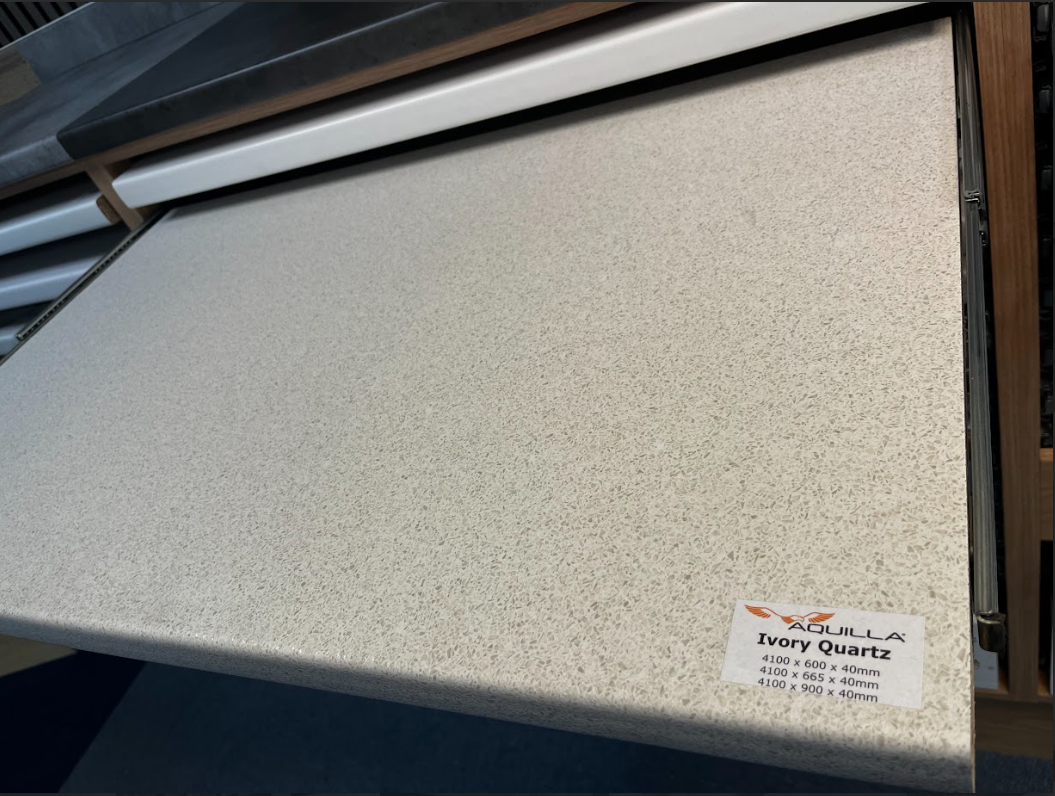 AQUILLA
Ivory Quartz
4100 x 600 x 40mm
4100 x 665 x 40mm
4100 x 900 x 40mm